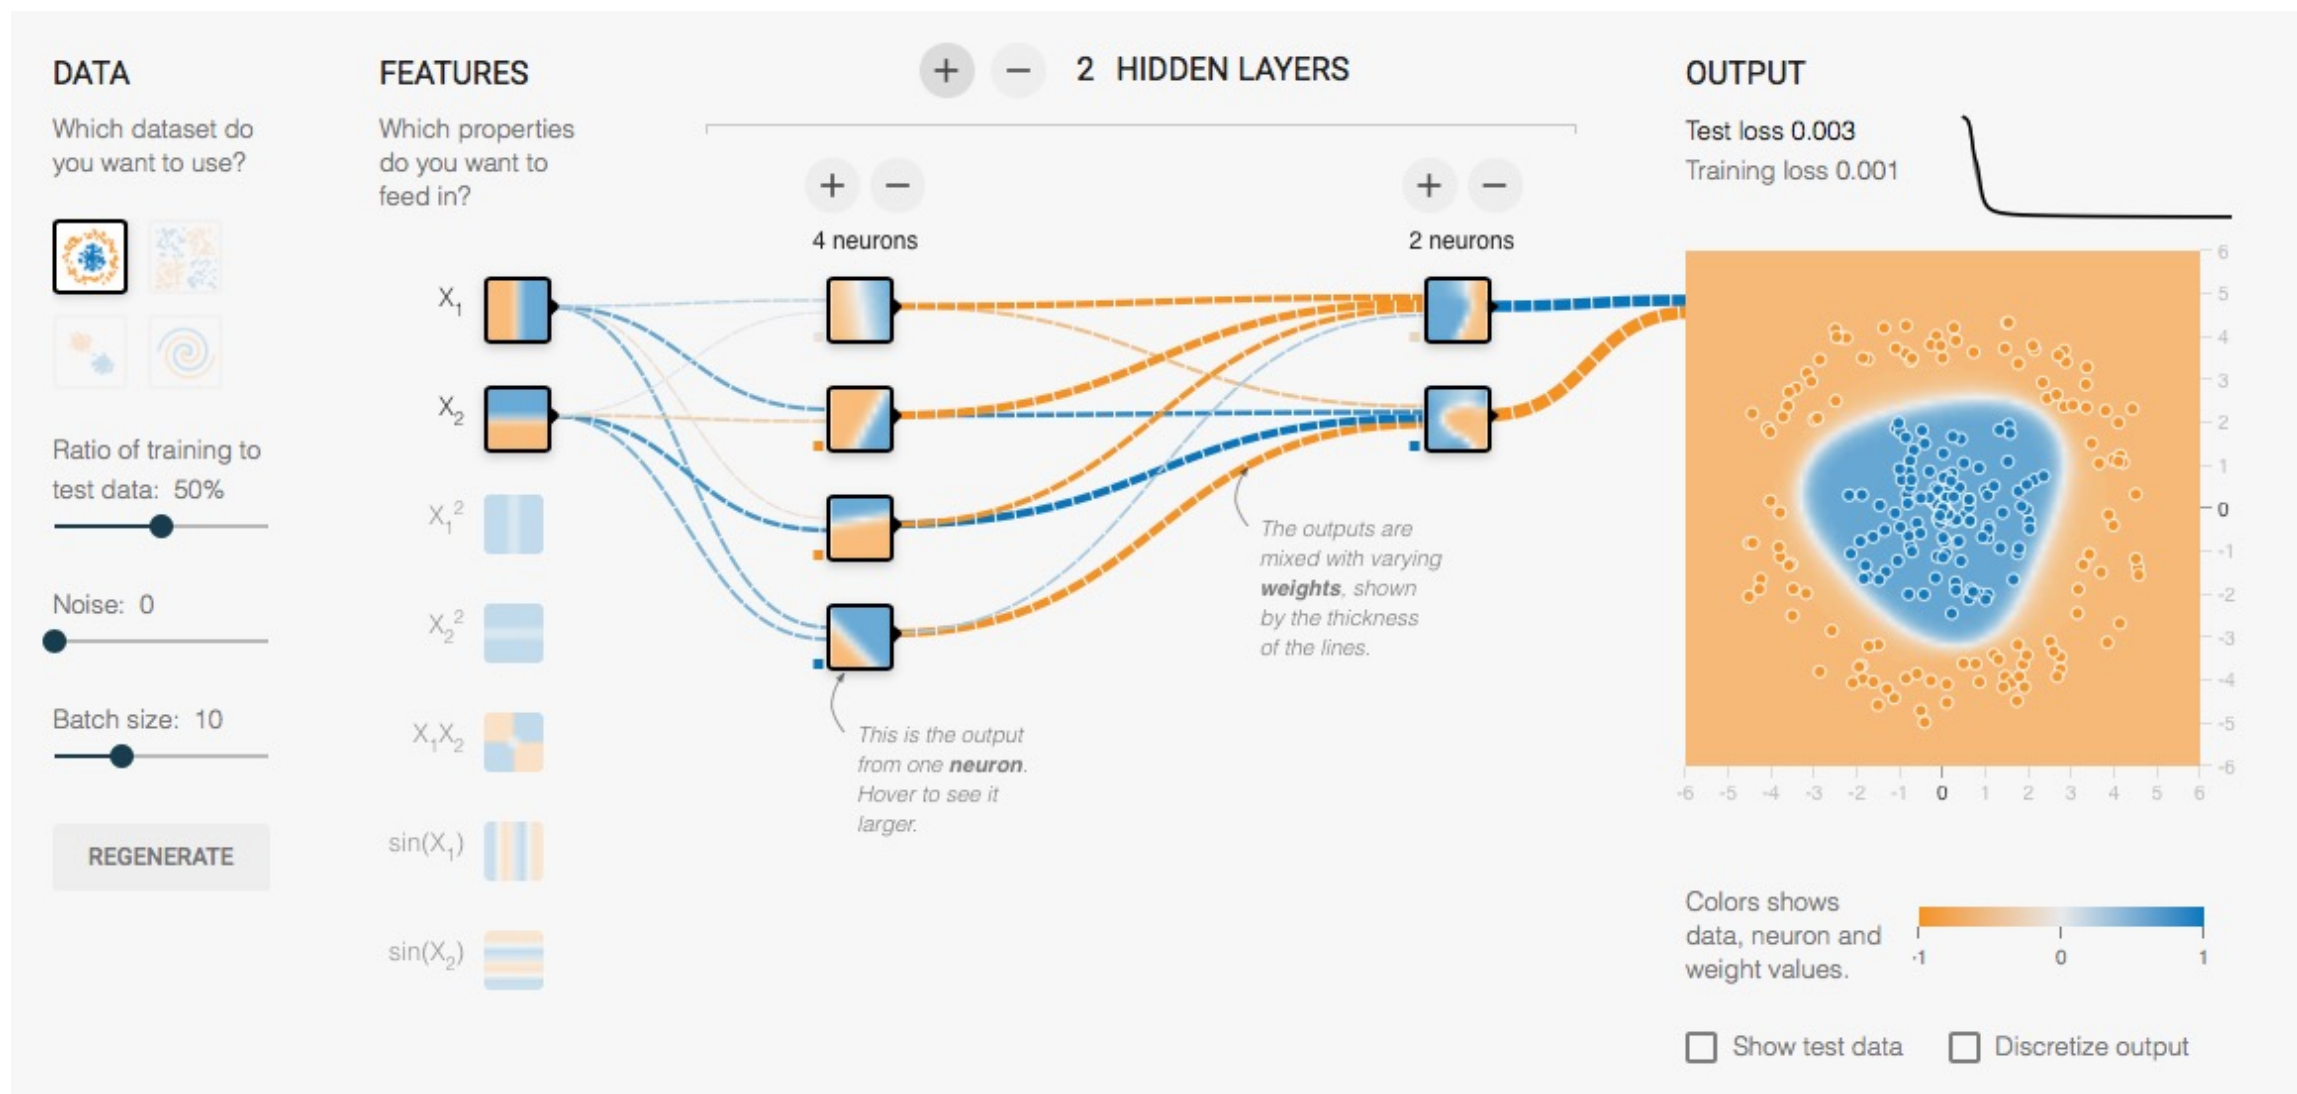 DATA
Which dataset do
you want to use?
Ratio of training to
test data: 50%
Noise: 0
Batch size: 10
REGENERATE
FEATURES
Which properties
do you want to
feed in?
X1
X2
X1²
X2²
X1X2
sin(X1)
sin(X2)
+ − 2 HIDDEN LAYERS
+ −
4 neurons
+ −
2 neurons
This is the output
from one neuron.
Hover to see it
larger.
The outputs are
mixed with varying
weights, shown
by the thickness
of the lines.
OUTPUT
Test loss 0.003
Training loss 0.001
6
5
4
3
2
1
0
-1
-2
-3
-4
-5
-6
-6 -5 -4 -3 -2 -1 0 1 2 3 4 5 6
Colors shows
data, neuron and
weight values.
-1 0 1
Show test data
Discretize output